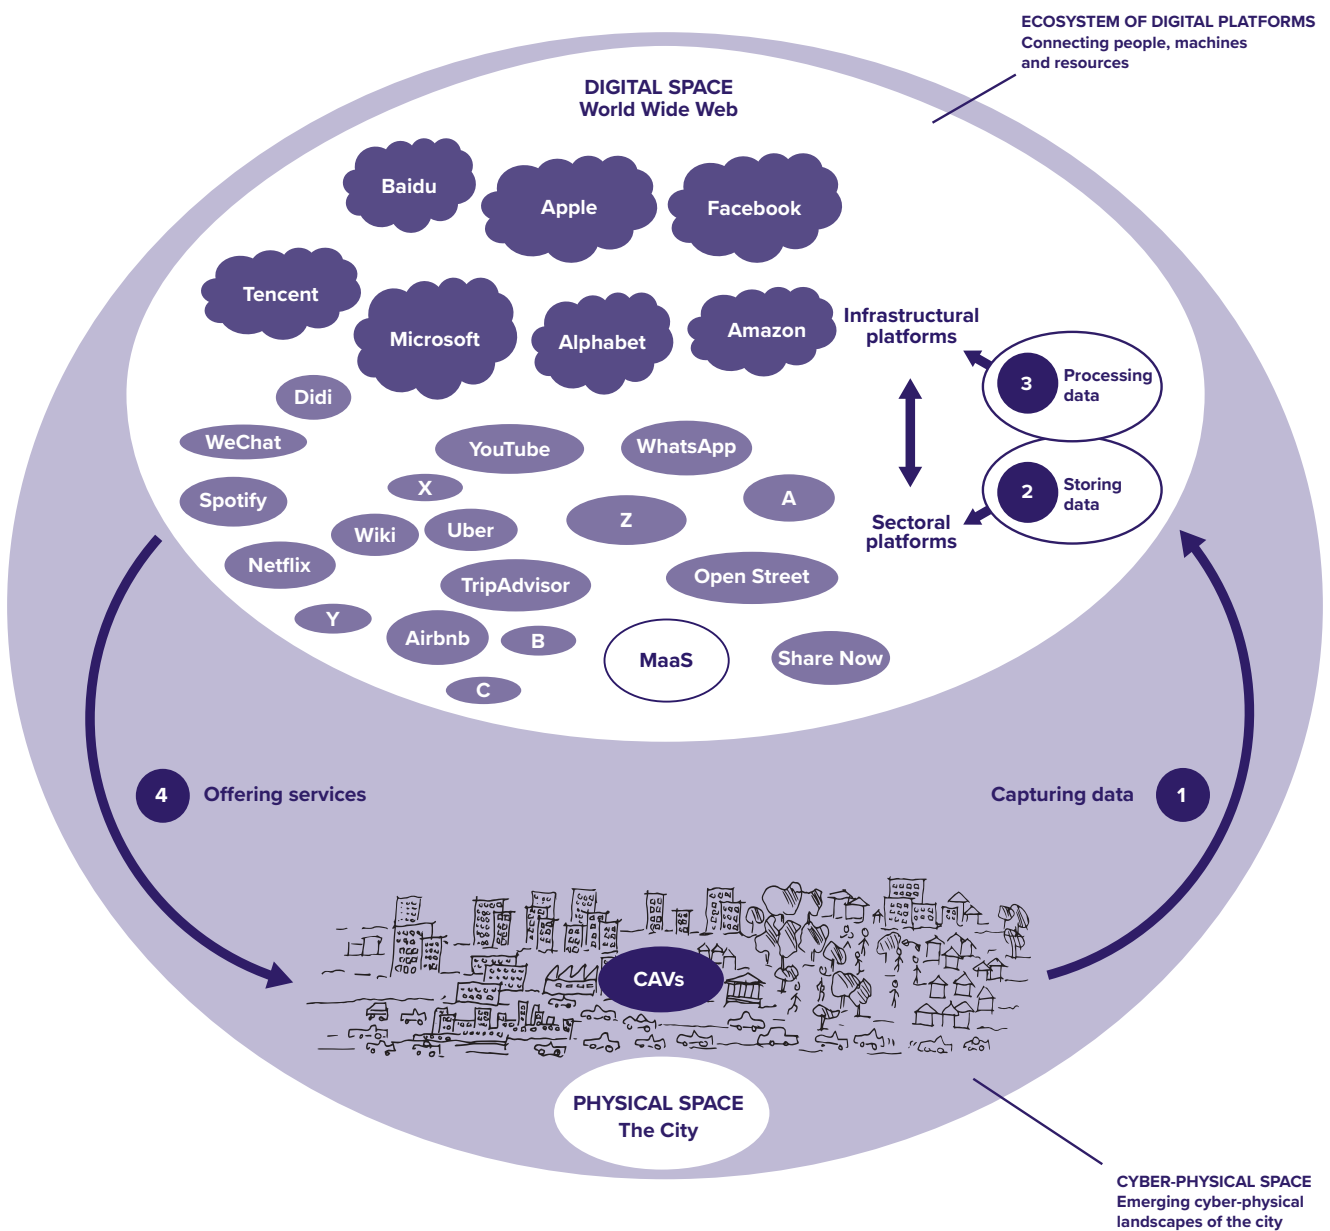 ECOSYSTEM OF DIGITAL PLATFORMS
Connecting people, machines
and resources
DIGITAL SPACE
World Wide Web
Baidu
Apple
Facebook
Tencent
Microsoft
Alphabet
Amazon
Infrastructural
platforms
3
Processing
data
Didi
WeChat
YouTube
WhatsApp
X
A
2
Storing
data
Spotify
Z
Wiki
Uber
Sectoral
platforms
Netflix
TripAdvisor
Open Street
Y
Airbnb
B
MaaS
Share Now
C
4
Offering services
Capturing data
1
CAVs
PHYSICAL SPACE
The City
CYBER-PHYSICAL SPACE
Emerging cyber-physical
landscapes of the city